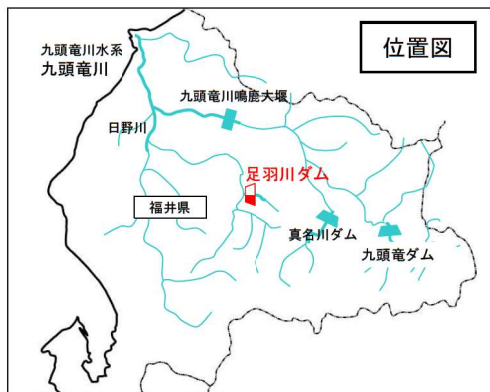 位置図
九頭竜川水系
九頭竜川
九頭竜川鳴鹿大堰
日野川
足羽川ダム
福井県
真名川ダム
九頭竜ダム